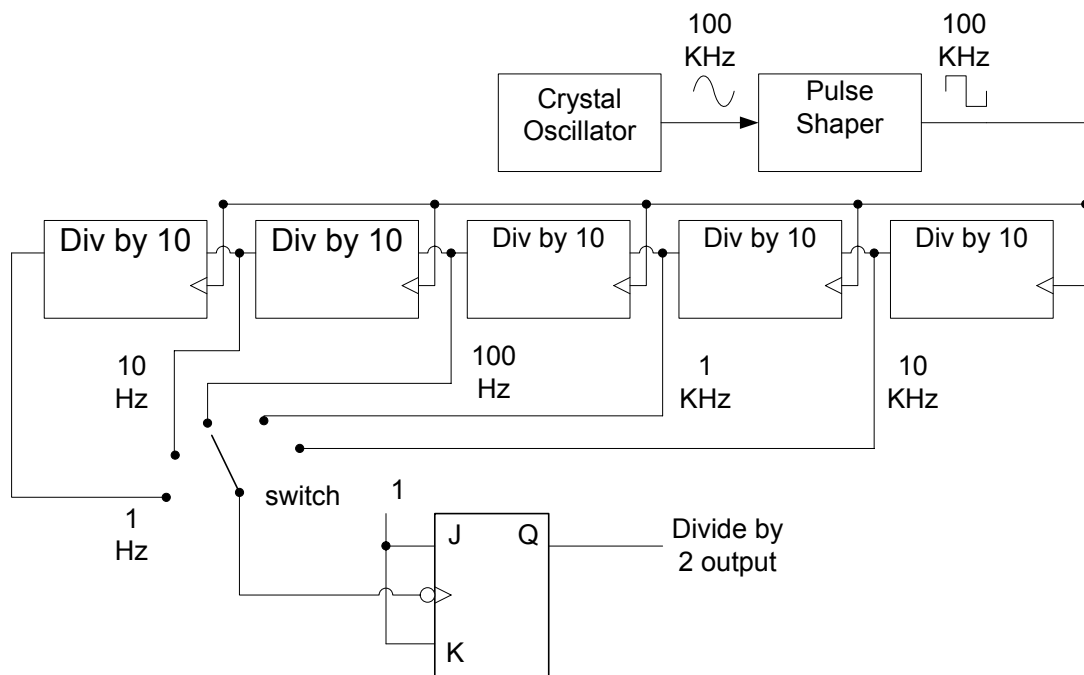 100
KHz
100
KHz
Crystal
Oscillator
Pulse
Shaper
Div by 10
Div by 10
Div by 10
Div by 10
Div by 10
10
Hz
100
Hz
1
KHz
10
KHz
1
Hz
switch
1
J
Q
K
Divide by
2 output